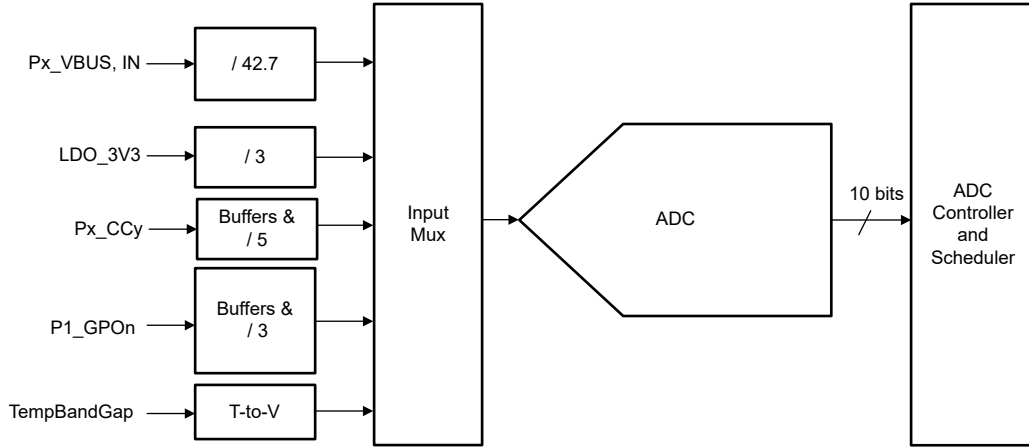 Px_VBUS, IN
/ 42.7
LDO_3V3
/ 3
Px_CCy
Buffers &
/ 5
P1_GPOn
Buffers &
/ 3
TempBandGap
T-to-V
Input
Mux
ADC
10 bits
ADC
Controller
and
Scheduler